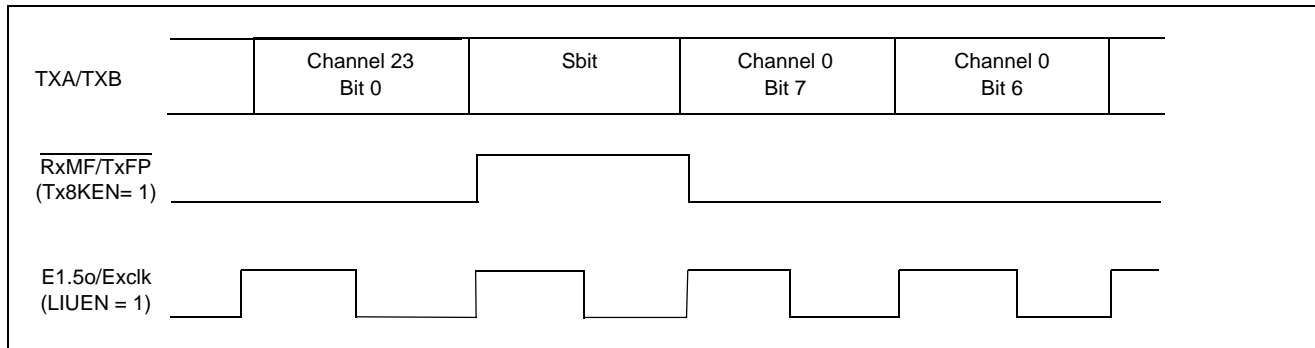 TXA/TXB
Channel 23
Bit 0
Sbit
Channel 0
Bit 7
Channel 0
Bit 6
RxMF/TxFP
(Tx8KEN= 1)
E1.5o/Exclk
(LIUEN = 1)